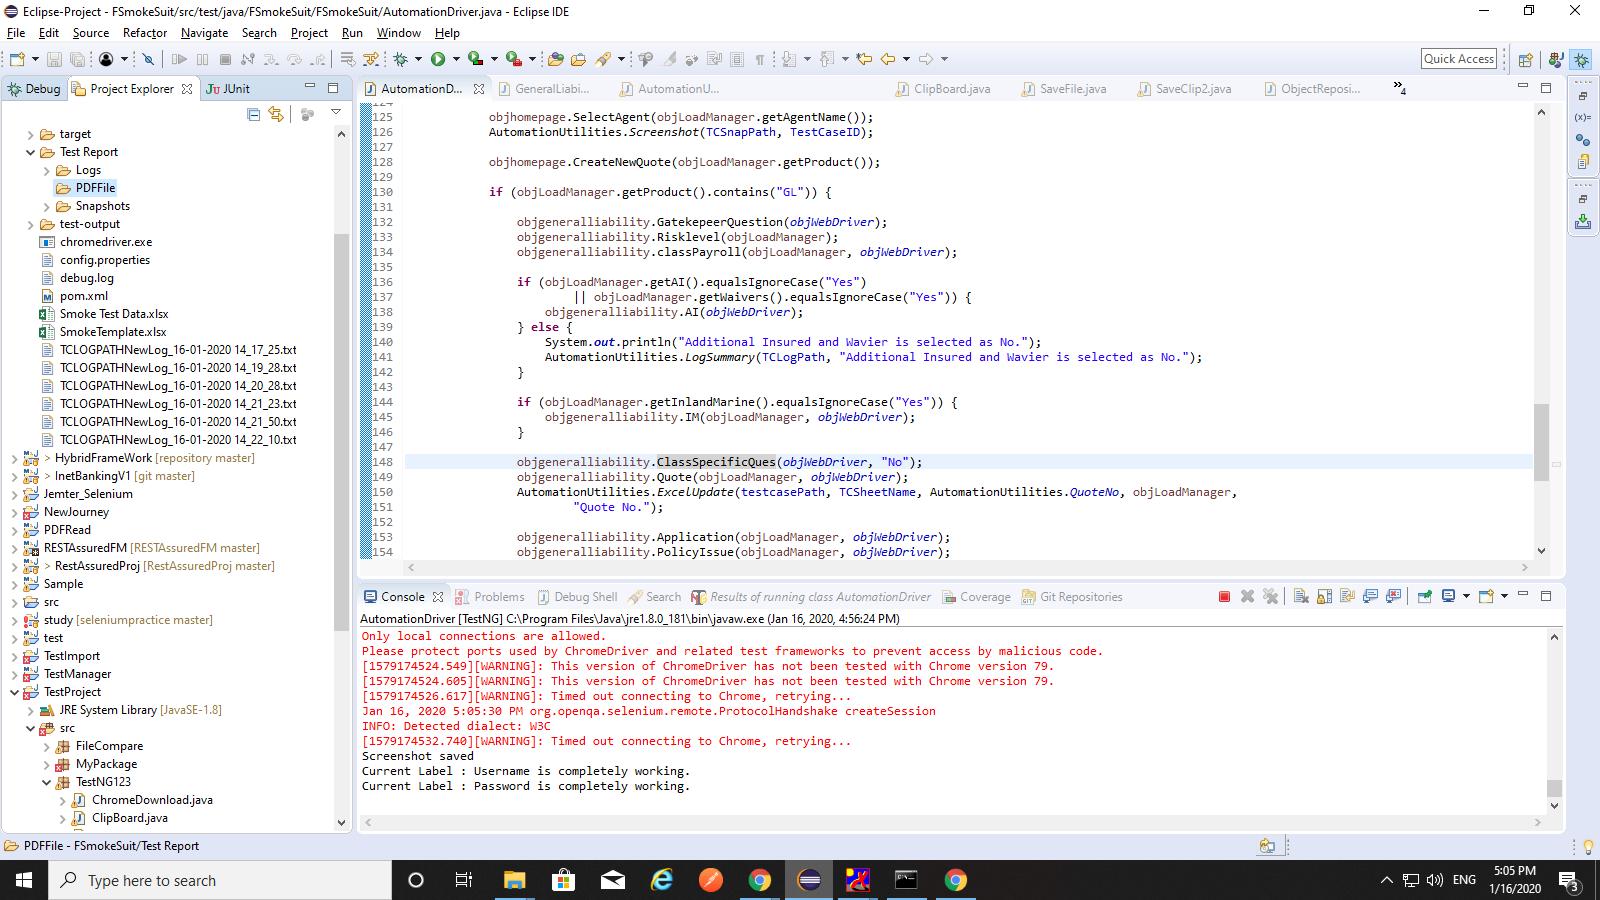 Eclipse-Project - FSmokeSuit/src/test/java/FSmokeSuit/FSmokeSuit/AutomationDriver.java - Eclipse IDE
File Edit Source Refactor Navigate Search Project Run Window Help
Quick Access
Debug Project Explorer JUnit
target
Test Report
Logs
PDFFile
Snapshots
test-output
chromedriver.exe
config.properties
debug.log
pom.xml
Smoke Test Data.xlsx
SmokeTemplate.xlsx
TCLOGPATHNewLog_16-01-2020 14_17_25.txt
TCLOGPATHNewLog_16-01-2020 14_19_28.txt
TCLOGPATHNewLog_16-01-2020 14_20_28.txt
TCLOGPATHNewLog_16-01-2020 14_21_23.txt
TCLOGPATHNewLog_16-01-2020 14_21_50.txt
TCLOGPATHNewLog_16-01-2020 14_22_10.txt
> HybridFrameWork [repository master]
> InetBankingV1 [git master]
Jemter_Selenium
NewJourney
PDFRead
RESTAssuredFM [RESTAssuredFM master]
> RestAssuredProj [RestAssuredProj master]
Sample
src
study [seleniumpractice master]
test
TestImport
TestManager
TestProject
JRE System Library [JavaSE-1.8]
src
FileCompare
MyPackage
TestNG123
ChromeDownload.java
ClipBoard.java
AutomationD... GeneralLiabi... AutomationU... ClipBoard.java SaveFile.java SaveClip2.java ObjectReposi... »4
124
125 objhomepage.SelectAgent(objLoadManager.getAgentName());
126 AutomationUtilities.Screenshot(TCSnapPath, TestCaseID);
127
128 objhomepage.CreateNewQuote(objLoadManager.getProduct());
129
130 if (objLoadManager.getProduct().contains("GL")) {
131
132 objgeneralliability.GatekepeerQuestion(objWebDriver);
133 objgeneralliability.Risklevel(objLoadManager);
134 objgeneralliability.classPayroll(objLoadManager, objWebDriver);
135
136 if (objLoadManager.getAI().equalsIgnoreCase("Yes")
137 || objLoadManager.getWaivers().equalsIgnoreCase("Yes")) {
138 objgeneralliability.AI(objWebDriver);
139 } else {
140 System.out.println("Additional Insured and Wavier is selected as No.");
141 AutomationUtilities.LogSummary(TCLogPath, "Additional Insured and Wavier is selected as No.");
142 }
143
144 if (objLoadManager.getInlandMarine().equalsIgnoreCase("Yes")) {
145 objgeneralliability.IM(objLoadManager, objWebDriver);
146 }
147
148 objgeneralliability.ClassSpecificQues(objWebDriver, "No");
149 objgeneralliability.Quote(objLoadManager, objWebDriver);
150 AutomationUtilities.ExcelUpdate(testcasePath, TCSheetName, AutomationUtilities.QuoteNo, objLoadManager,
151 "Quote No.");
152
153 objgeneralliability.Application(objLoadManager, objWebDriver);
154 objgeneralliability.PolicyIssue(objLoadManager, objWebDriver);
Console Problems Debug Shell Search Results of running class AutomationDriver Coverage Git Repositories
AutomationDriver [TestNG] C:\Program Files\Java\jre1.8.0_181\bin\javaw.exe (Jan 16, 2020, 4:56:24 PM)
Only local connections are allowed.
Please protect ports used by ChromeDriver and related test frameworks to prevent access by malicious code.
[1579174524.549][WARNING]: This version of ChromeDriver has not been tested with Chrome version 79.
[1579174524.605][WARNING]: This version of ChromeDriver has not been tested with Chrome version 79.
[1579174526.617][WARNING]: Timed out connecting to Chrome, retrying...
Jan 16, 2020 5:05:30 PM org.openqa.selenium.remote.ProtocolHandshake createSession
INFO: Detected dialect: W3C
[1579174532.740][WARNING]: Timed out connecting to Chrome, retrying...
Screenshot saved
Current Label : Username is completely working.
Current Label : Password is completely working.
PDFFile - FSmokeSuit/Test Report
Type here to search
ENG
5:05 PM
1/16/2020
3